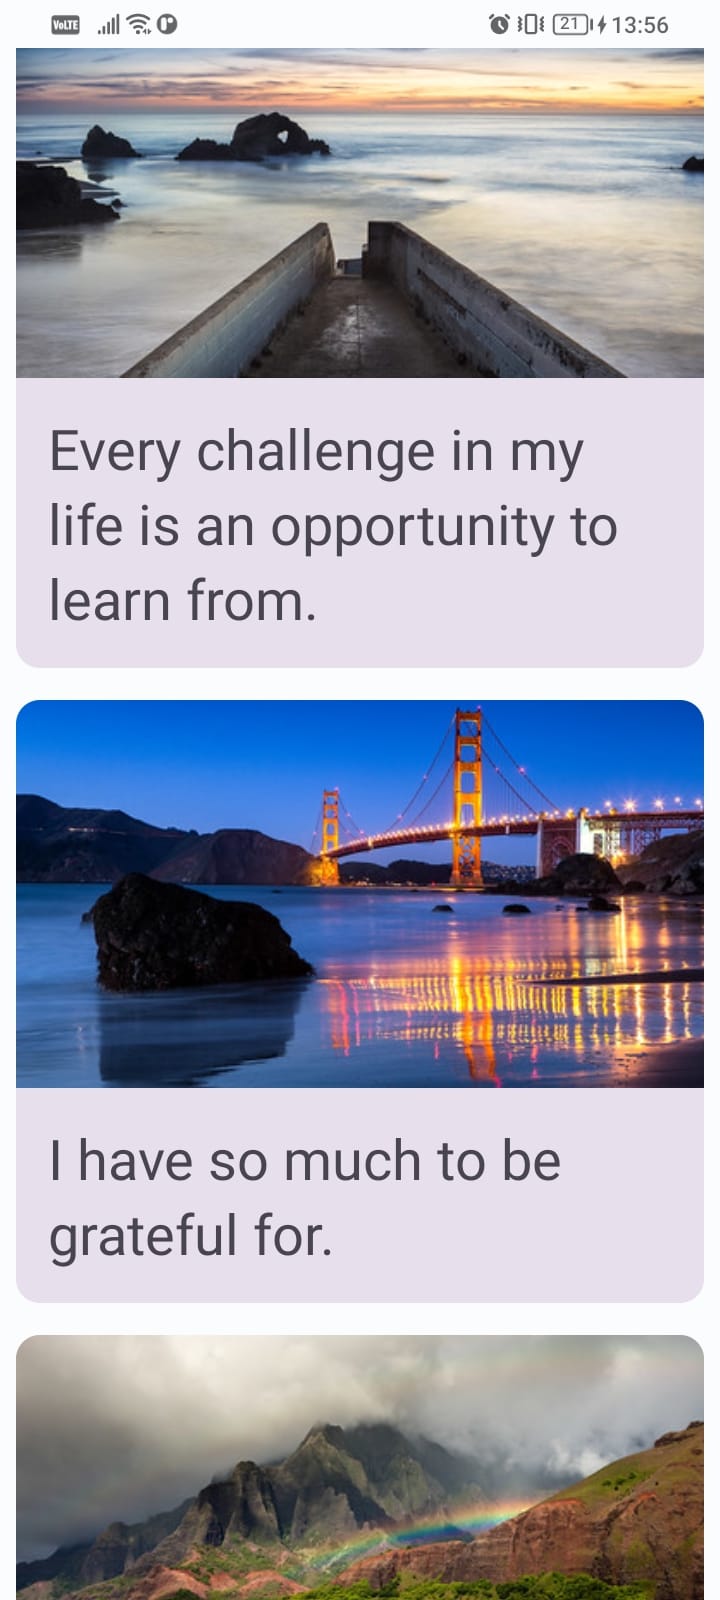 VoLTE
21
13:56
Every challenge in my
life is an opportunity to
learn from.
I have so much to be
grateful for.